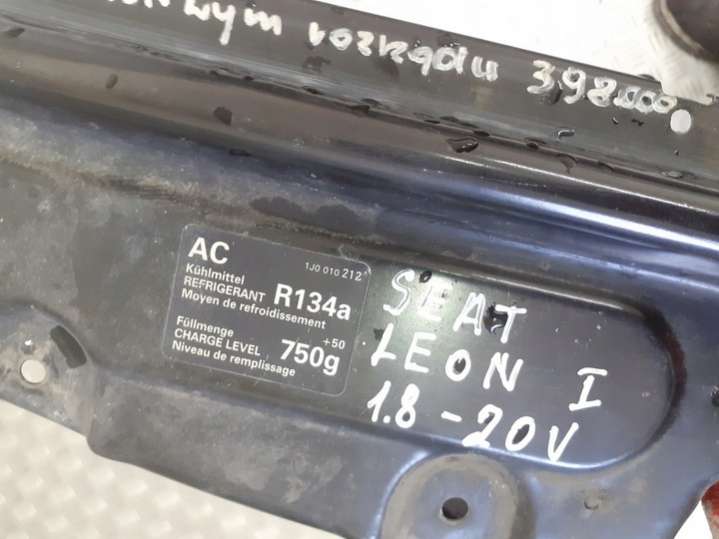 rozrządu 398000
AC 1J0 010 212
Kühlmittel
REFRIGERANT R134a
Moyen de refroidissement
Füllmenge +50
CHARGE LEVEL 750g
Niveau de remplissage
SEAT
LEON I
1.8-20V